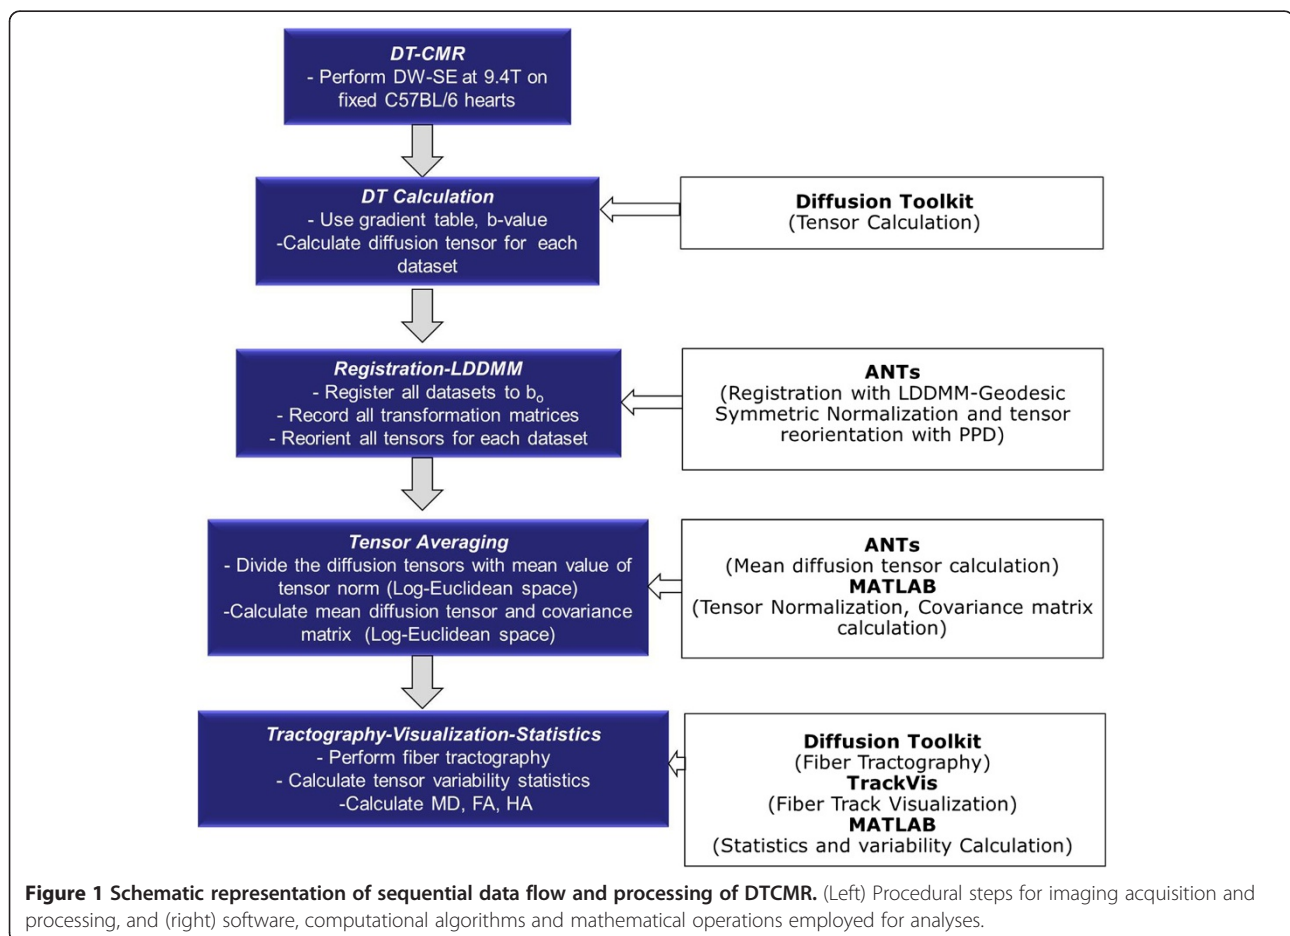 DT-CMR
- Perform DW-SE at 9.4T on
fixed C57BL/6 hearts
DT Calculation
- Use gradient table, b-value
-Calculate diffusion tensor for each
dataset
Diffusion Toolkit
(Tensor Calculation)
Registration-LDDMM
- Register all datasets to bo
- Record all transformation matrices
- Reorient all tensors for each dataset
ANTs
(Registration with LDDMM-Geodesic
Symmetric Normalization and tensor
reorientation with PPD)
Tensor Averaging
- Divide the diffusion tensors with mean value of
tensor norm (Log-Euclidean space)
-Calculate mean diffusion tensor and covariance
matrix (Log-Euclidean space)
ANTs
(Mean diffusion tensor calculation)
MATLAB
(Tensor Normalization, Covariance matrix
calculation)
Tractography-Visualization-Statistics
- Perform fiber tractography
- Calculate tensor variability statistics
-Calculate MD, FA, HA
Diffusion Toolkit
(Fiber Tractography)
TrackVis
(Fiber Track Visualization)
MATLAB
(Statistics and variability Calculation)
Figure 1 Schematic representation of sequential data flow and processing of DTCMR. (Left) Procedural steps for imaging acquisition and
processing, and (right) software, computational algorithms and mathematical operations employed for analyses.